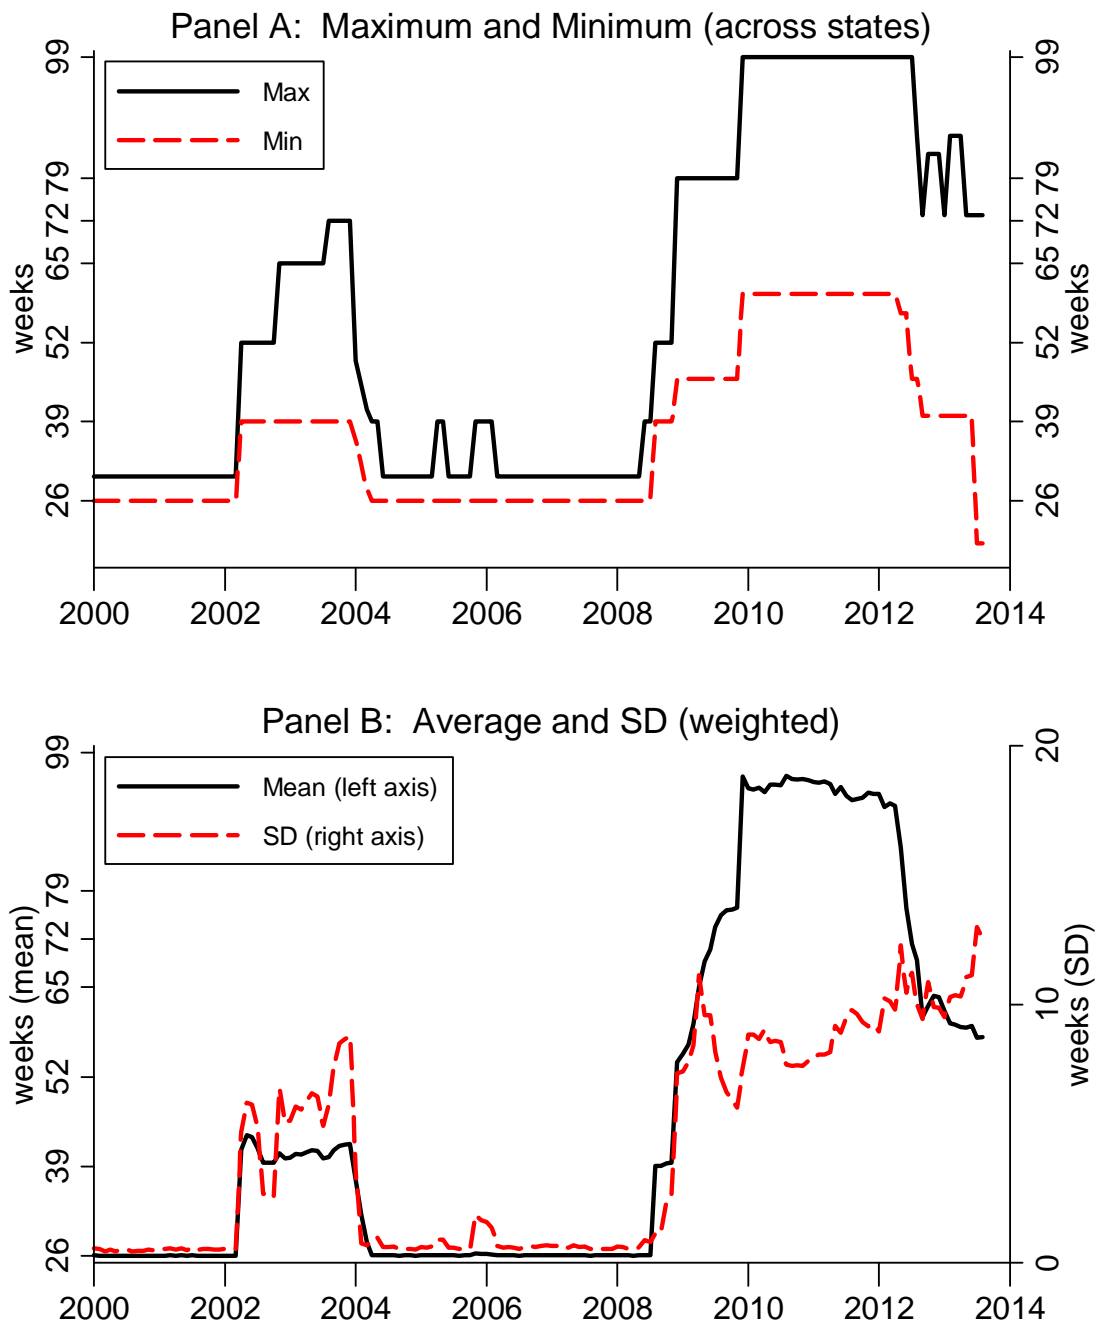 Panel A:  Maximum and Minimum (across states)
Max
Min
weeks
99
79
72
65
52
39
26
99
79
72
65
52
39
26
weeks
2000 2002 2004 2006 2008 2010 2012 2014
Panel B:  Average and SD (weighted)
Mean (left axis)
SD (right axis)
weeks (mean)
99
79
72
65
52
39
26
20
10
0
weeks (SD)
2000 2002 2004 2006 2008 2010 2012 2014